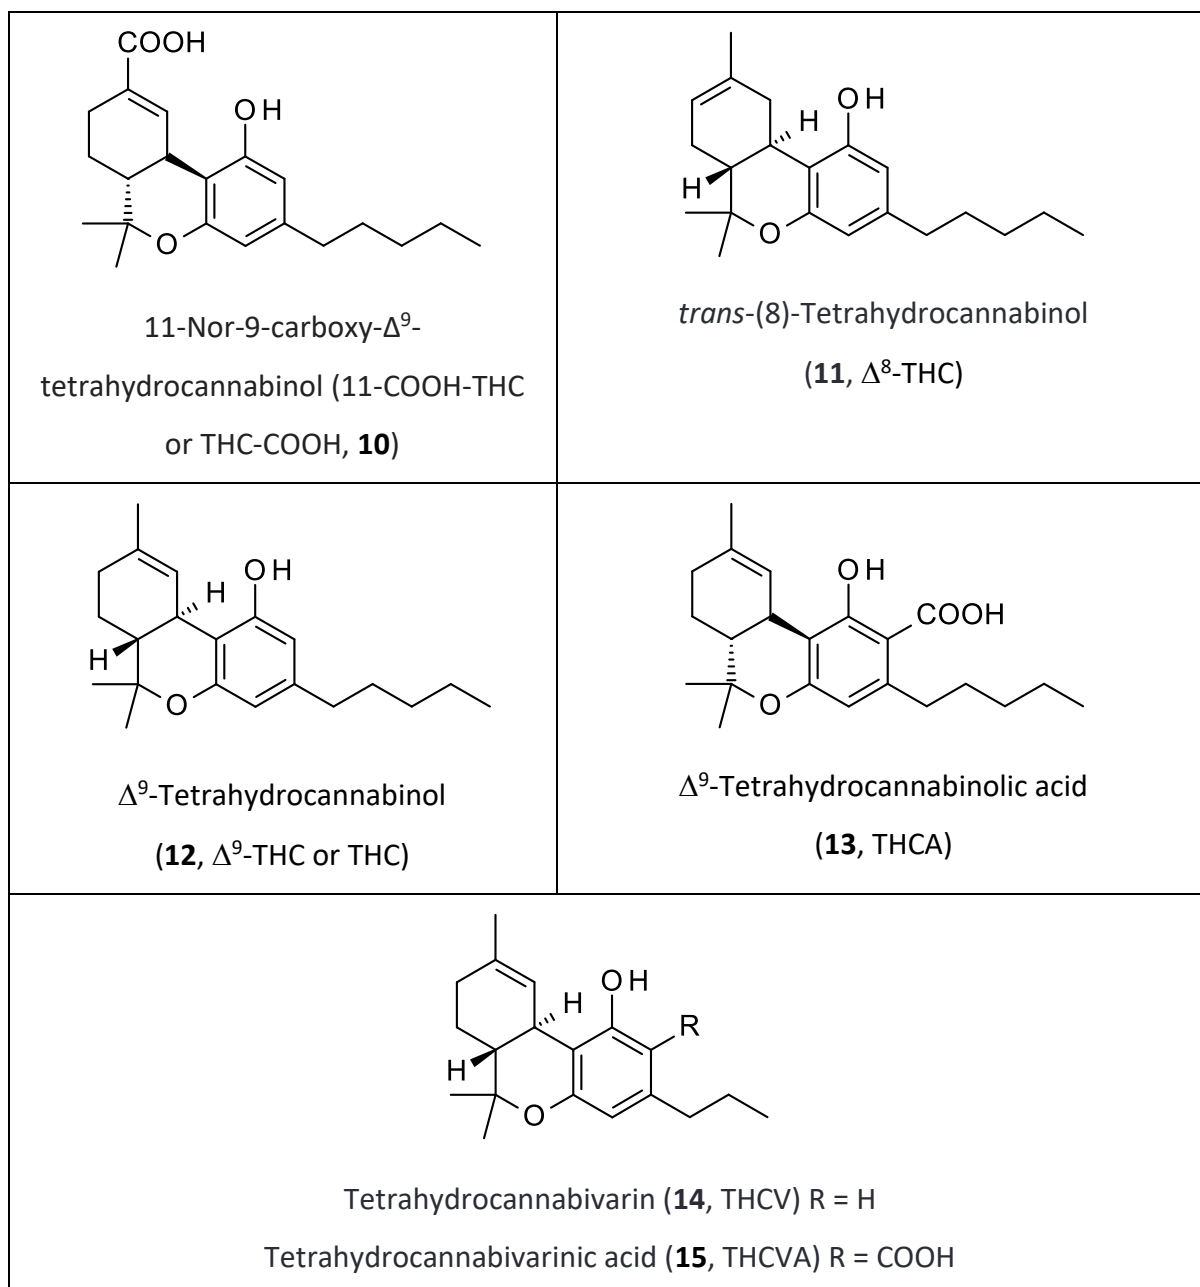 COOH
OH
O
11-Nor-9-carboxy-Δ⁹-
tetrahydrocannabinol (11-COOH-THC
or THC-COOH, 10)
OH
H
H
O
trans-(8)-Tetrahydrocannabinol
(11, Δ⁸-THC)
OH
H
H
O
Δ⁹-Tetrahydrocannabinol
(12, Δ⁹-THC or THC)
OH
COOH
O
Δ⁹-Tetrahydrocannabinolic acid
(13, THCA)
OH
H
R
H
O
Tetrahydrocannabivarin (14, THCV) R = H
Tetrahydrocannabivarinic acid (15, THCVA) R = COOH